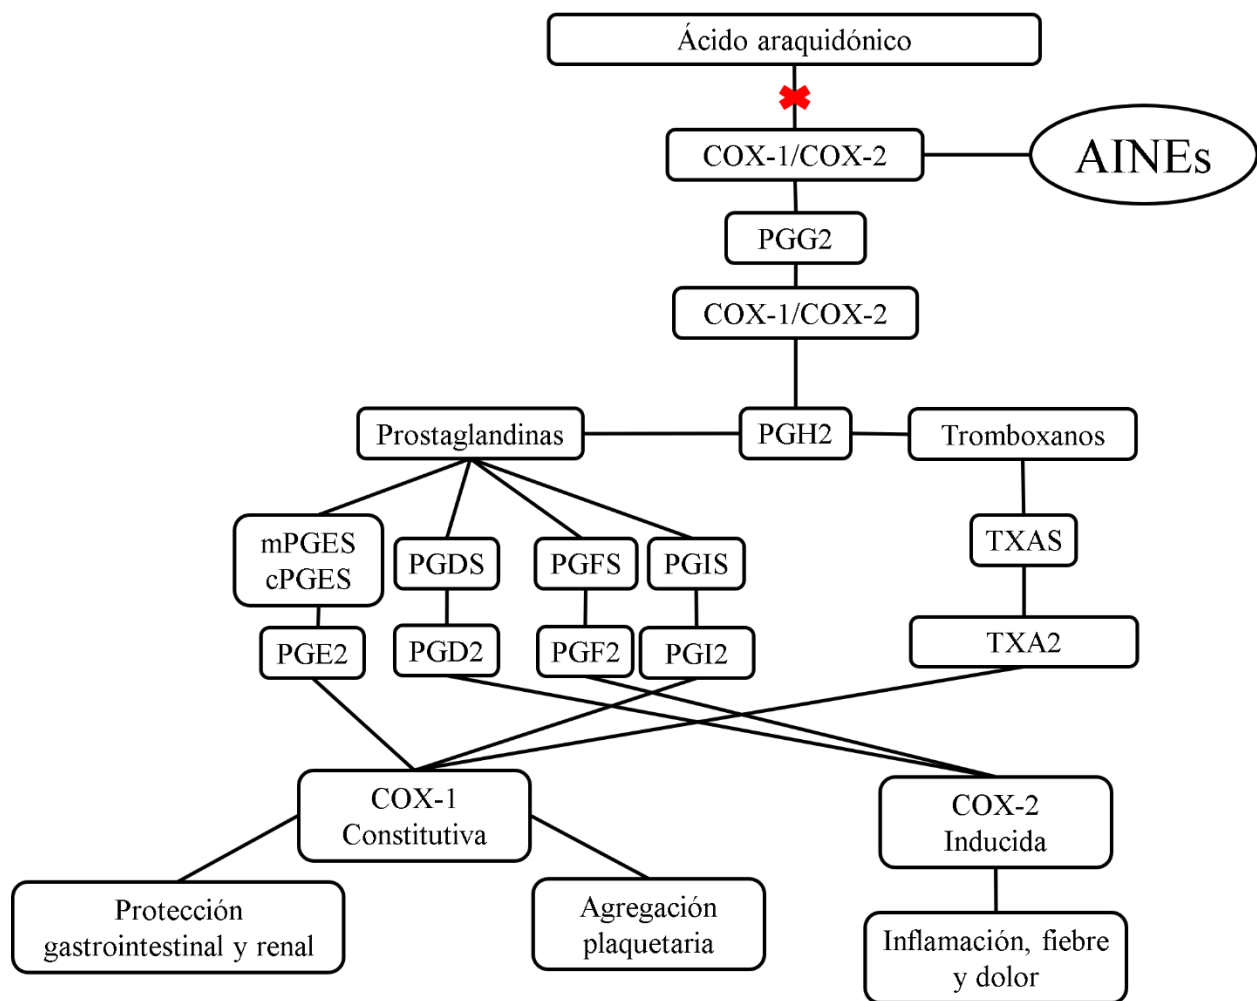 Ácido araquidónico
COX-1/COX-2
AINEs
PGG2
COX-1/COX-2
Prostaglandinas
PGH2
Tromboxanos
mPGES
cPGES
PGDS
PGFS
PGIS
TXAS
PGE2
PGD2
PGF2
PGI2
TXA2
COX-1
Constitutiva
COX-2
Inducida
Protección
gastrointestinal y renal
Agregación
plaquetaria
Inflamación, fiebre
y dolor